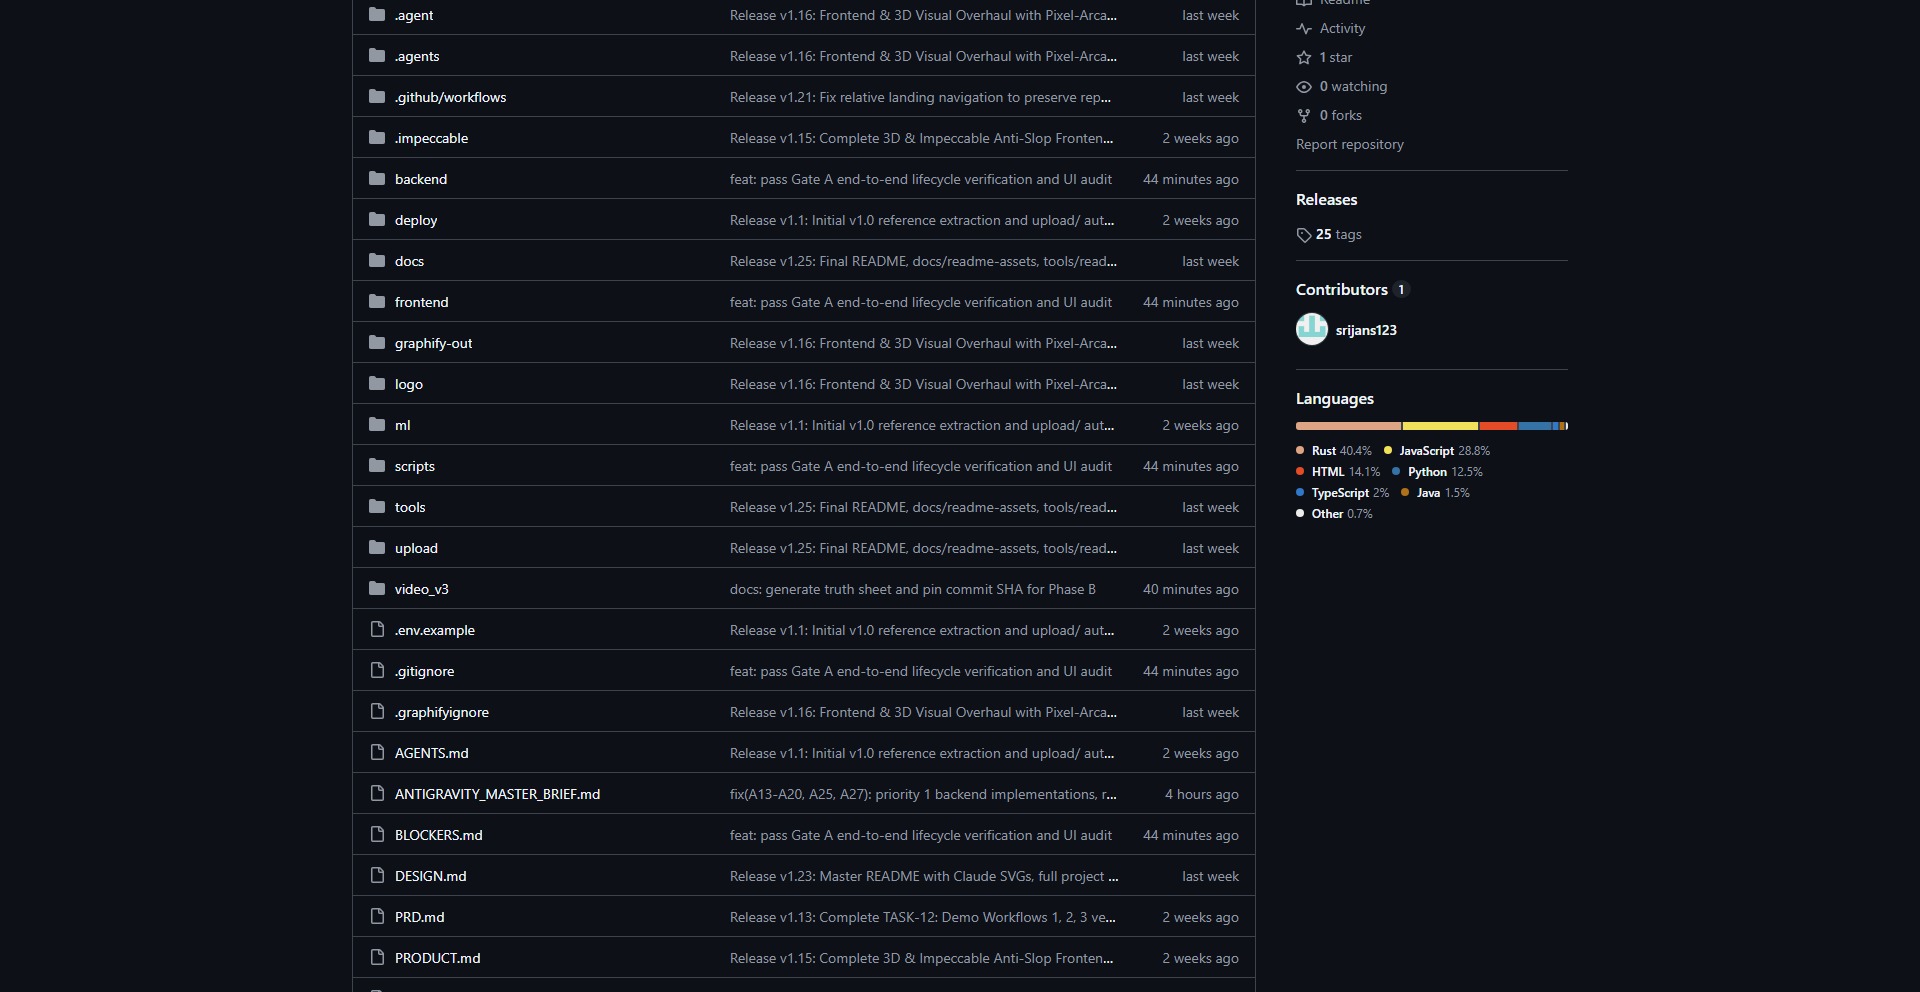 .agent Release v1.16: Frontend & 3D Visual Overhaul with Pixel-Arca... last week
.agents Release v1.16: Frontend & 3D Visual Overhaul with Pixel-Arca... last week
.github/workflows Release v1.21: Fix relative landing navigation to preserve rep... last week
.impeccable Release v1.15: Complete 3D & Impeccable Anti-Slop Fronten... 2 weeks ago
backend feat: pass Gate A end-to-end lifecycle verification and UI audit 44 minutes ago
deploy Release v1.1: Initial v1.0 reference extraction and upload/ aut... 2 weeks ago
docs Release v1.25: Final README, docs/readme-assets, tools/read... last week
frontend feat: pass Gate A end-to-end lifecycle verification and UI audit 44 minutes ago
graphify-out Release v1.16: Frontend & 3D Visual Overhaul with Pixel-Arca... last week
logo Release v1.16: Frontend & 3D Visual Overhaul with Pixel-Arca... last week
ml Release v1.1: Initial v1.0 reference extraction and upload/ aut... 2 weeks ago
scripts feat: pass Gate A end-to-end lifecycle verification and UI audit 44 minutes ago
tools Release v1.25: Final README, docs/readme-assets, tools/read... last week
upload Release v1.25: Final README, docs/readme-assets, tools/read... last week
video_v3 docs: generate truth sheet and pin commit SHA for Phase B 40 minutes ago
.env.example Release v1.1: Initial v1.0 reference extraction and upload/ aut... 2 weeks ago
.gitignore feat: pass Gate A end-to-end lifecycle verification and UI audit 44 minutes ago
.graphifyignore Release v1.16: Frontend & 3D Visual Overhaul with Pixel-Arca... last week
AGENTS.md Release v1.1: Initial v1.0 reference extraction and upload/ aut... 2 weeks ago
ANTIGRAVITY_MASTER_BRIEF.md fix(A13-A20, A25, A27): priority 1 backend implementations, r... 4 hours ago
BLOCKERS.md feat: pass Gate A end-to-end lifecycle verification and UI audit 44 minutes ago
DESIGN.md Release v1.23: Master README with Claude SVGs, full project ... last week
PRD.md Release v1.13: Complete TASK-12: Demo Workflows 1, 2, 3 ve... 2 weeks ago
PRODUCT.md Release v1.15: Complete 3D & Impeccable Anti-Slop Fronten... 2 weeks ago
Readme
Activity
1 star
0 watching
0 forks
Report repository
Releases
25 tags
Contributors 1
srijans123
Languages
Rust 40.4% JavaScript 28.8%
HTML 14.1% Python 12.5%
TypeScript 2% Java 1.5%
Other 0.7%